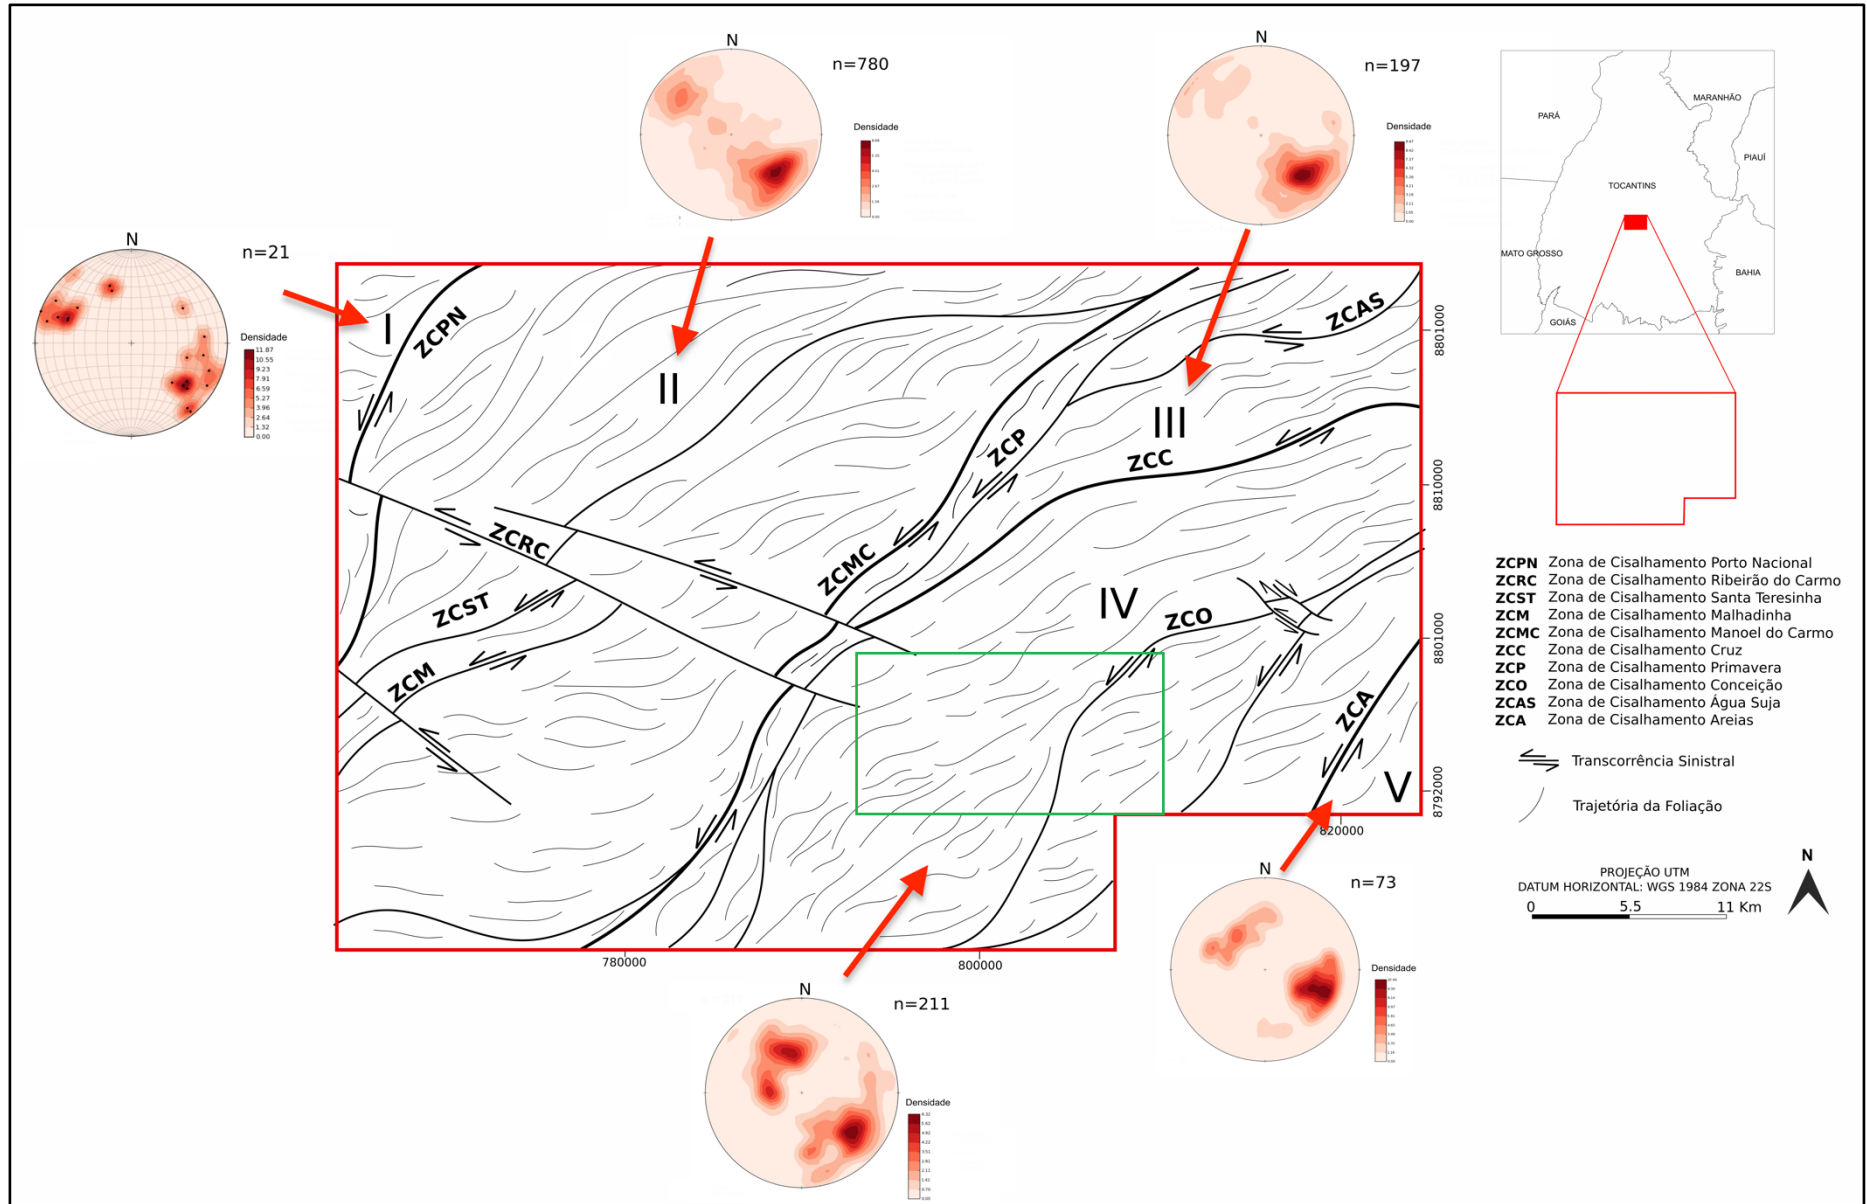 N
n=780
Densidade
N
n=197
Densidade
PARÁ
MARANHÃO
PIAUÍ
TOCANTINS
MATO GROSSO
BAHIA
GOIÁS
N
n=21
Densidade
11.87
10.55
9.23
7.91
6.59
5.27
3.96
2.64
1.32
0.00
I
ZCPN
II
ZCAS
III
ZCP
ZCC
ZCRC
ZCMC
ZCST
ZCM
IV
ZCO
ZCA
V
8801000
8810000
8801000
8792000
780000
800000
820000
ZCPN Zona de Cisalhamento Porto Nacional
ZCRC Zona de Cisalhamento Ribeirão do Carmo
ZCST Zona de Cisalhamento Santa Teresinha
ZCM Zona de Cisalhamento Malhadinha
ZCMC Zona de Cisalhamento Manoel do Carmo
ZCC Zona de Cisalhamento Cruz
ZCP Zona de Cisalhamento Primavera
ZCO Zona de Cisalhamento Conceição
ZCAS Zona de Cisalhamento Água Suja
ZCA Zona de Cisalhamento Areias
Transcorrência Sinistral
Trajetória da Foliação
PROJEÇÃO UTM
DATUM HORIZONTAL: WGS 1984 ZONA 22S
0 5.5 11 Km
N
N
n=73
Densidade
N
n=211
Densidade